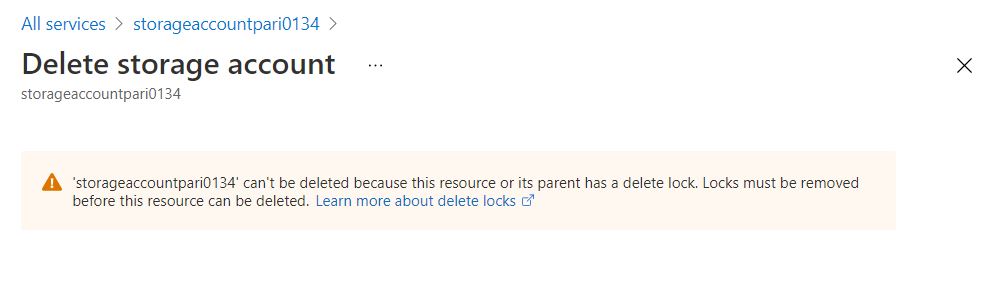 All services > storageaccountpari0134 >
Delete storage account ...
storageaccountpari0134
'storageaccountpari0134' can't be deleted because this resource or its parent has a delete lock. Locks must be removed
before this resource can be deleted. Learn more about delete locks